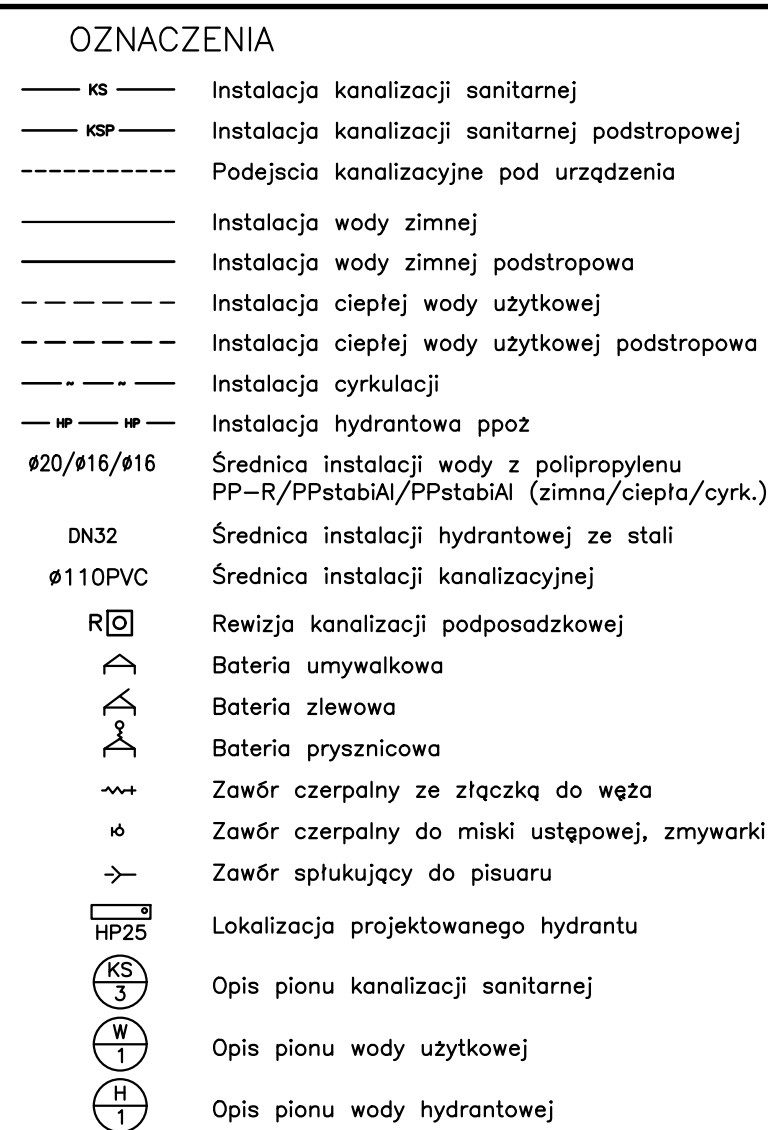 OZNACZENIA
KS Instalacja kanalizacji sanitarnej
KSP Instalacja kanalizacji sanitarnej podstropowej
Podejscia kanalizacyjne pod urządzenia
Instalacja wody zimnej
Instalacja wody zimnej podstropowa
Instalacja ciepłej wody użytkowej
Instalacja ciepłej wody użytkowej podstropowa
~ ~ Instalacja cyrkulacji
HP HP Instalacja hydrantowa ppoż
ø20/ø16/ø16 Średnica instalacji wody z polipropylenu
PP-R/PPstabiAl/PPstabiAl (zimna/ciepła/cyrk.)
DN32 Średnica instalacji hydrantowej ze stali
ø110PVC Średnica instalacji kanalizacyjnej
R Rewizja kanalizacji podposadzkowej
Bateria umywalkowa
Bateria zlewowa
Bateria prysznicowa
Zawór czerpalny ze złączką do węża
Zawór czerpalny do miski ustępowej, zmywarki
Zawór spłukujący do pisuaru
HP25 Lokalizacja projektowanego hydrantu
KS
3 Opis pionu kanalizacji sanitarnej
W
1 Opis pionu wody użytkowej
H
1 Opis pionu wody hydrantowej